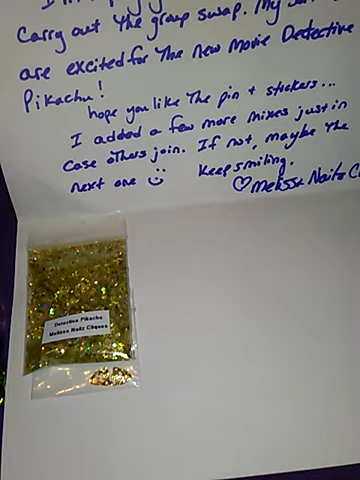 Carry out the group swap. My
are excited for the new Movie Detective
Pikachu!
hope you like the pin + stickers...
I added a few more mixes just in
case others join. If not, maybe the
next one Keep smiling.
♡ Melissa Nailz
Detective Pikachu
Melissa Nailz Cliques